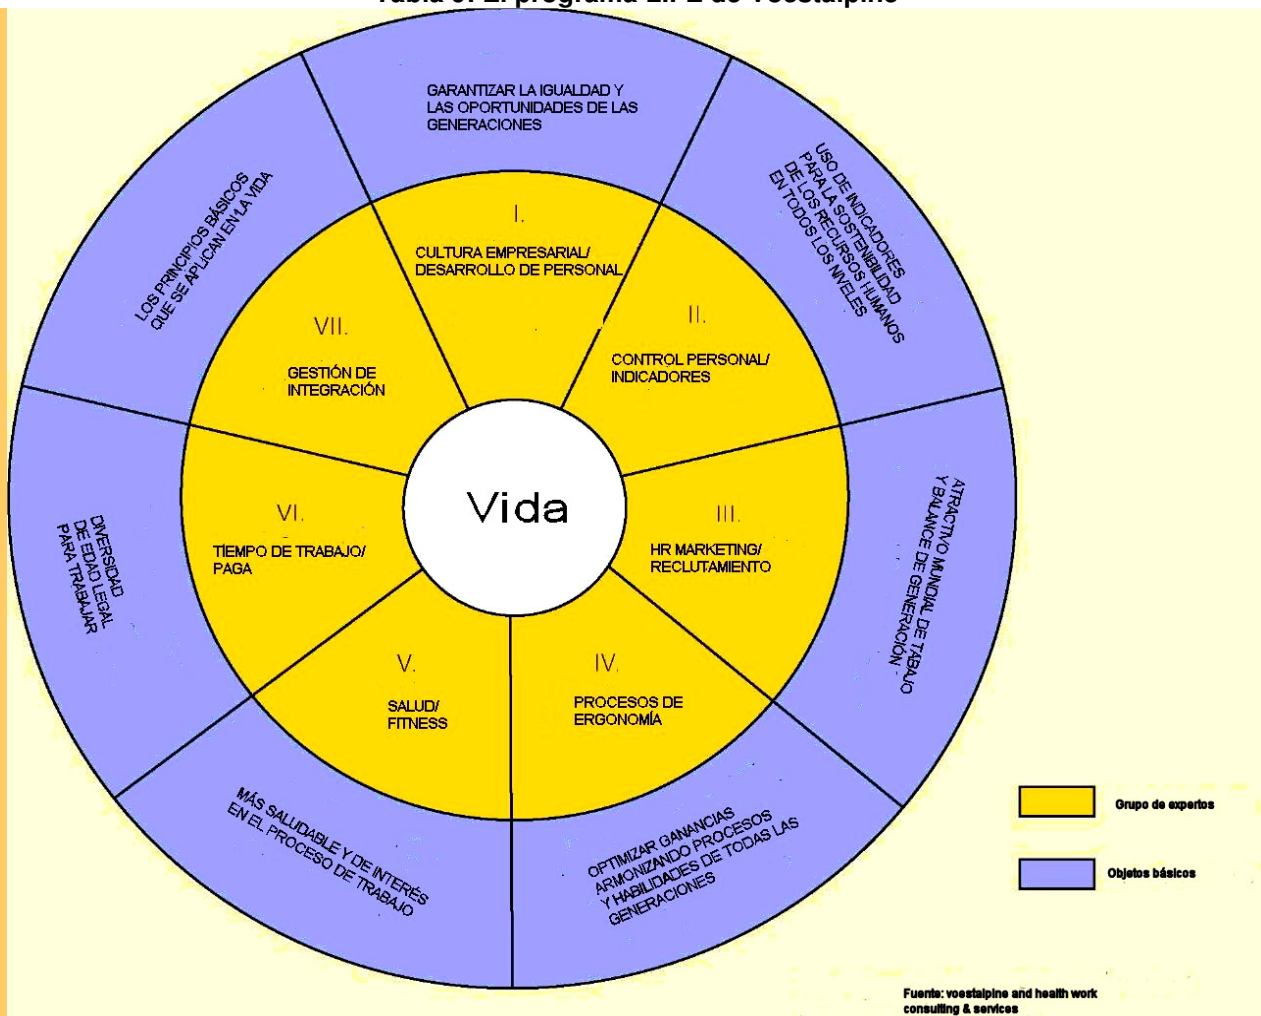 GARANTIZAR LA IGUALDAD Y
LAS OPORTUNIDADES DE LAS
GENERACIONES
USO DE INDICADORES
PARA LA SOSTENIBILIDAD
DE LOS RECURSOS HUMANOS
EN TODOS LOS NIVELES
ATRACTIVO MUNDIAL DE TABAJO
Y BALANCE DE GENERACIÓN
OPTIMIZAR GANANCIAS
ARMONIZANDO PROCESOS
Y HABILIDADES DE TODAS LAS
GENERACIONES
MÁS SALUDABLE Y DE INTERÉS
EN EL PROCESO DE TRABAJO
DIVERSIDAD
DE EDAD LEGAL
PARA TRABAJAR
LOS PRINCIPIOS BÁSICOS
QUE SE APLICAN EN LA VIDA
I.
CULTURA EMPRESARIAL/
DESARROLLO DE PERSONAL
II.
CONTROL PERSONAL/
INDICADORES
III.
HR MARKETING/
RECLUTAMIENTO
IV.
PROCESOS DE
ERGONOMÍA
V.
SALUD/
FITNESS
VI.
TIEMPO DE TRABAJO/
PAGA
VII.
GESTIÓN DE
INTEGRACIÓN
Vida
Grupo de expertos
Objetos básicos
Fuente: voestalpine and health work
consulting & services